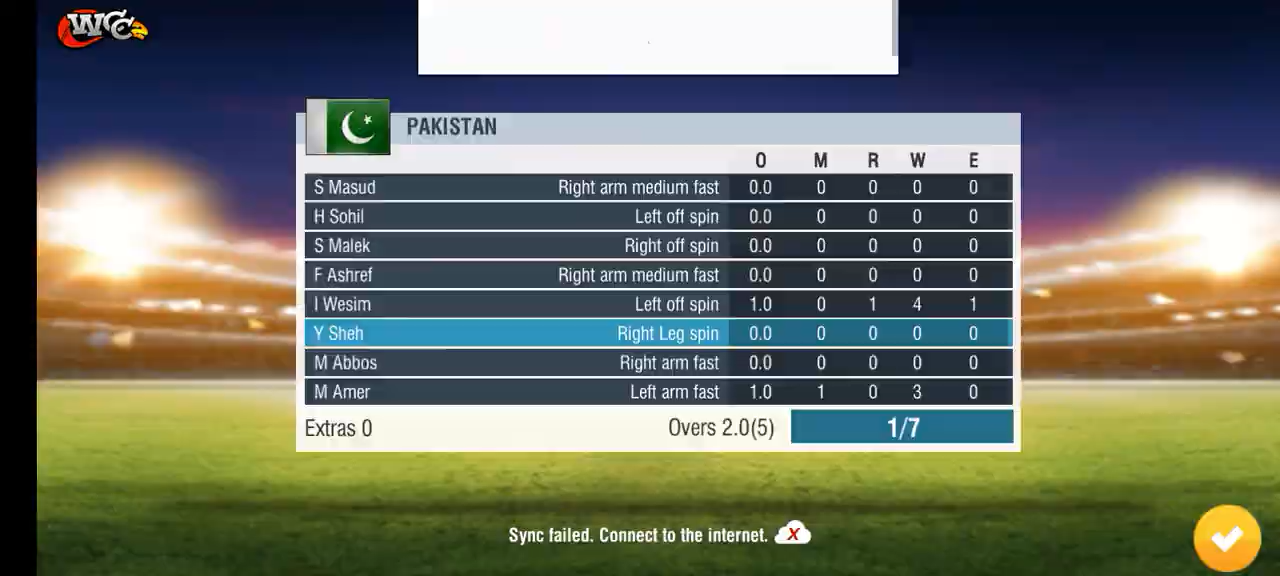 WCC
PAKISTAN
O M R W E
S Masud Right arm medium fast 0.0 0 0 0 0
H Sohil Left off spin 0.0 0 0 0 0
S Malek Right off spin 0.0 0 0 0 0
F Ashref Right arm medium fast 0.0 0 0 0 0
I Wesim Left off spin 1.0 0 1 4 1
Y Sheh Right Leg spin 0.0 0 0 0 0
M Abbos Right arm fast 0.0 0 0 0 0
M Amer Left arm fast 1.0 1 0 3 0
Extras 0 Overs 2.0(5) 1/7
Sync failed. Connect to the internet. X